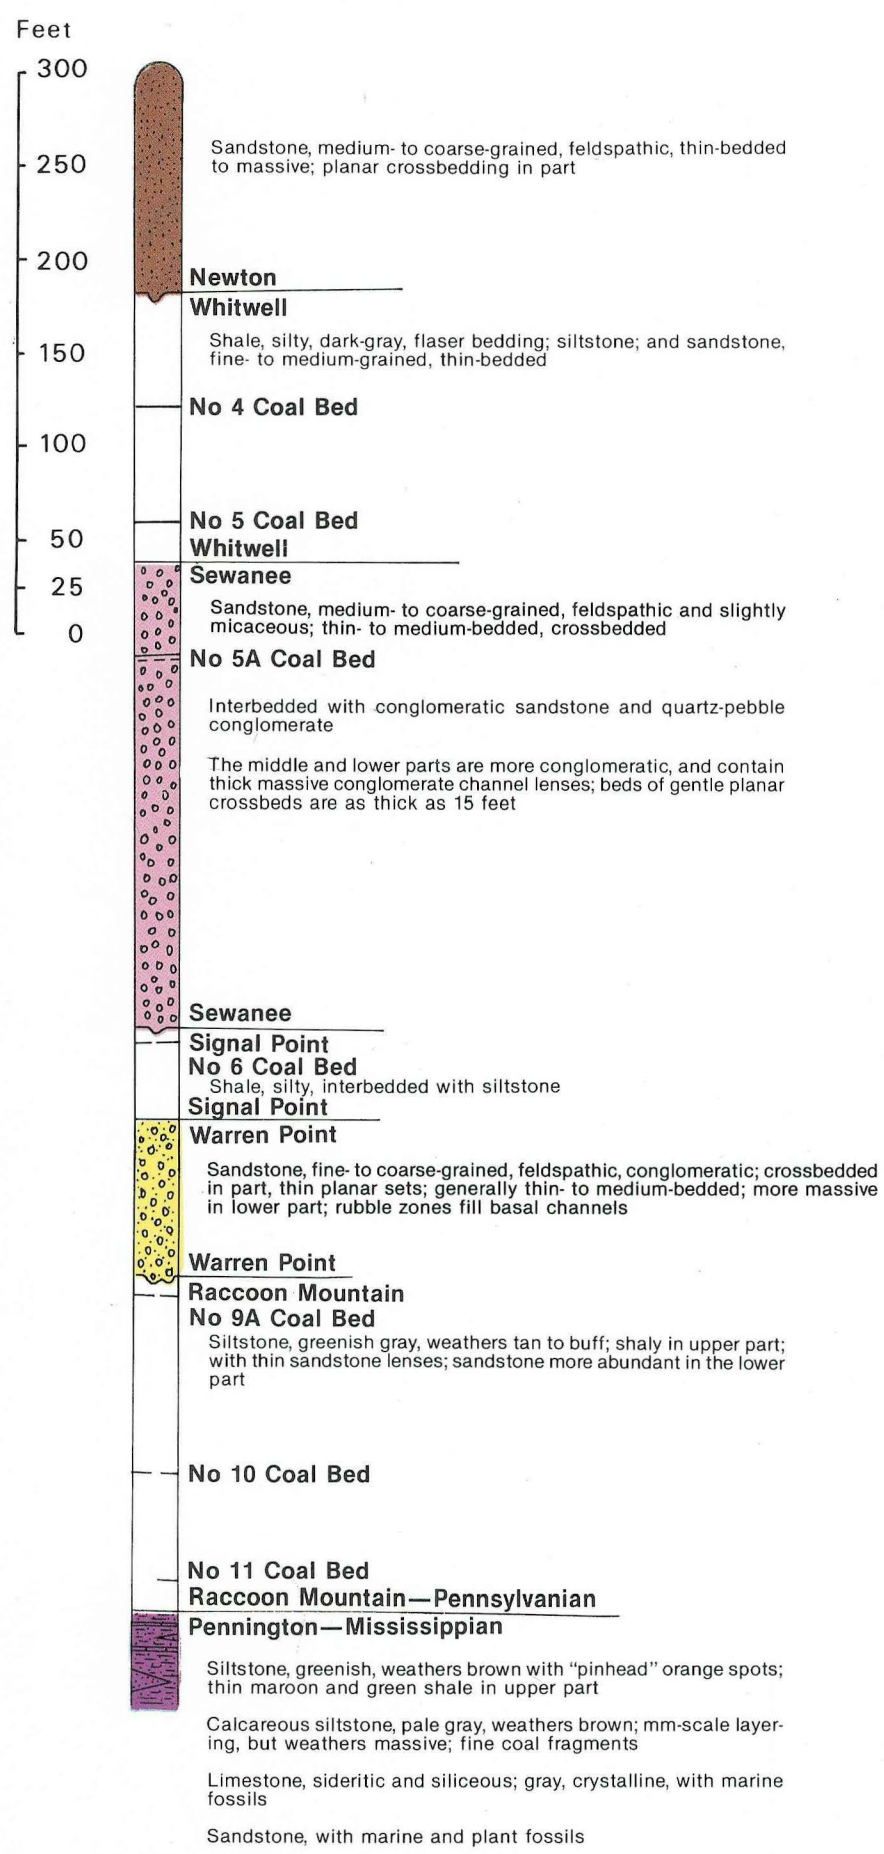 Feet
300
Sandstone, medium- to coarse-grained, feldspathic, thin-bedded
to massive; planar crossbedding in part
250
200
Newton
Whitwell
Shale, silty, dark-gray, flaser bedding; siltstone; and sandstone,
fine- to medium-grained, thin-bedded
150
No 4 Coal Bed
100
No 5 Coal Bed
50
Whitwell
Sewanee
25
Sandstone, medium- to coarse-grained, feldspathic and slightly
micaceous; thin- to medium-bedded, crossbedded
0
No 5A Coal Bed
Interbedded with conglomeratic sandstone and quartz-pebble
conglomerate
The middle and lower parts are more conglomeratic, and contain
thick massive conglomerate channel lenses; beds of gentle planar
crossbeds are as thick as 15 feet
Sewanee
Signal Point
No 6 Coal Bed
Shale, silty, interbedded with siltstone
Signal Point
Warren Point
Sandstone, fine- to coarse-grained, feldspathic, conglomeratic; crossbedded
in part, thin planar sets; generally thin- to medium-bedded; more massive
in lower part; rubble zones fill basal channels
Warren Point
Raccoon Mountain
No 9A Coal Bed
Siltstone, greenish gray, weathers tan to buff; shaly in upper part;
with thin sandstone lenses; sandstone more abundant in the lower
part
No 10 Coal Bed
No 11 Coal Bed
Raccoon Mountain—Pennsylvanian
Pennington—Mississippian
Siltstone, greenish, weathers brown with “pinhead” orange spots;
thin maroon and green shale in upper part
Calcareous siltstone, pale gray, weathers brown; mm-scale layer-
ing, but weathers massive; fine coal fragments
Limestone, sideritic and siliceous; gray, crystalline, with marine
fossils
Sandstone, with marine and plant fossils